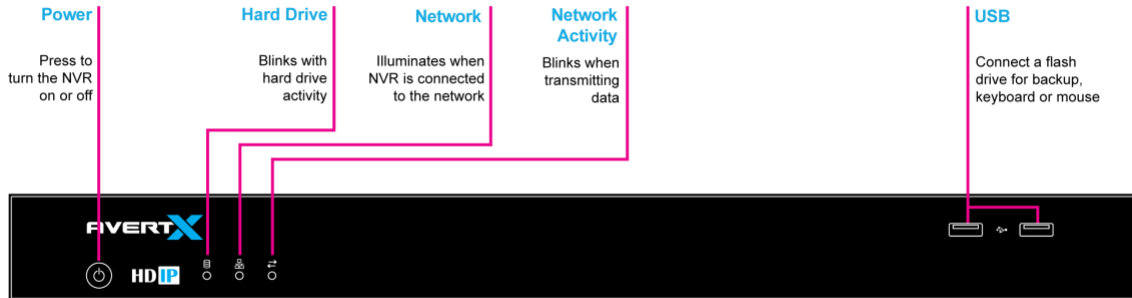 Power
Press to
turn the NVR
on or off
Hard Drive
Blinks with
hard drive
activity
Network
Illuminates when
NVR is connected
to the network
Network
Activity
Blinks when
transmitting
data
USB
Connect a flash
drive for backup,
keyboard or mouse
AVERTX
HD IP